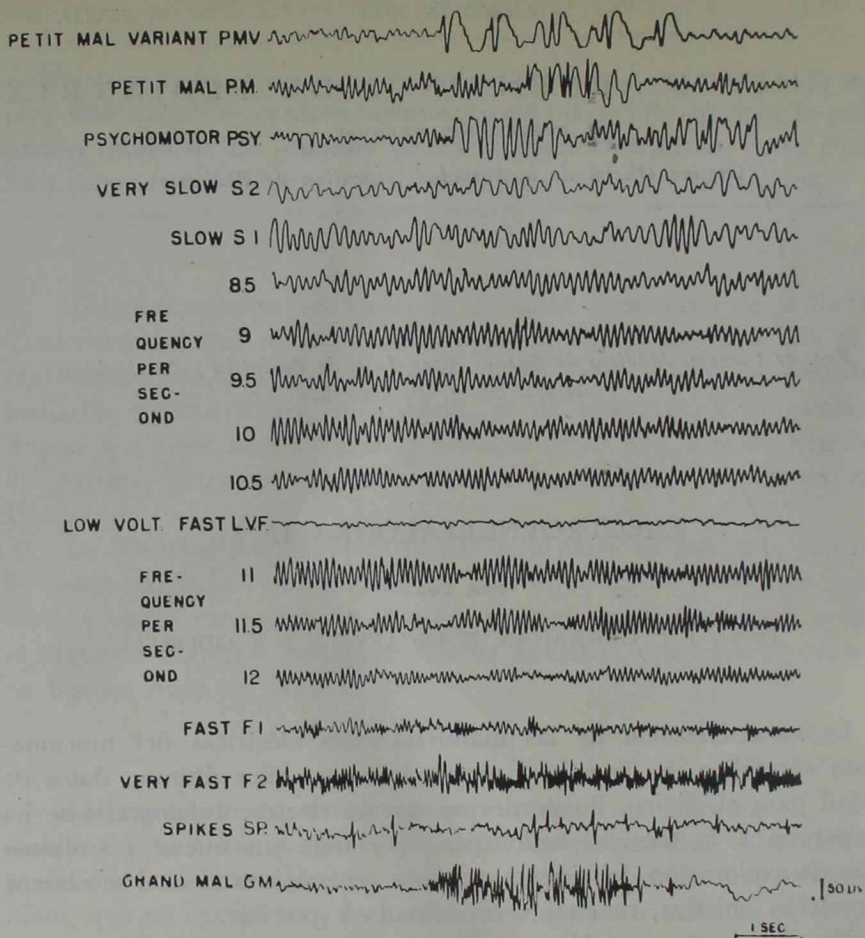 PETIT MAL VARIANT PMV
PETIT MAL P.M.
PSYCHOMOTOR PSY
VERY SLOW S2
SLOW S1
8.5
FRE
QUENCY
PER
SEC-
OND
9
9.5
10
10.5
LOW VOLT. FAST L.V.F.
FRE-
QUENCY
PER
SEC-
OND
11
11.5
12
FAST F.1
VERY FAST F2
SPIKES SP.
GRAND MAL GM
1 SEC